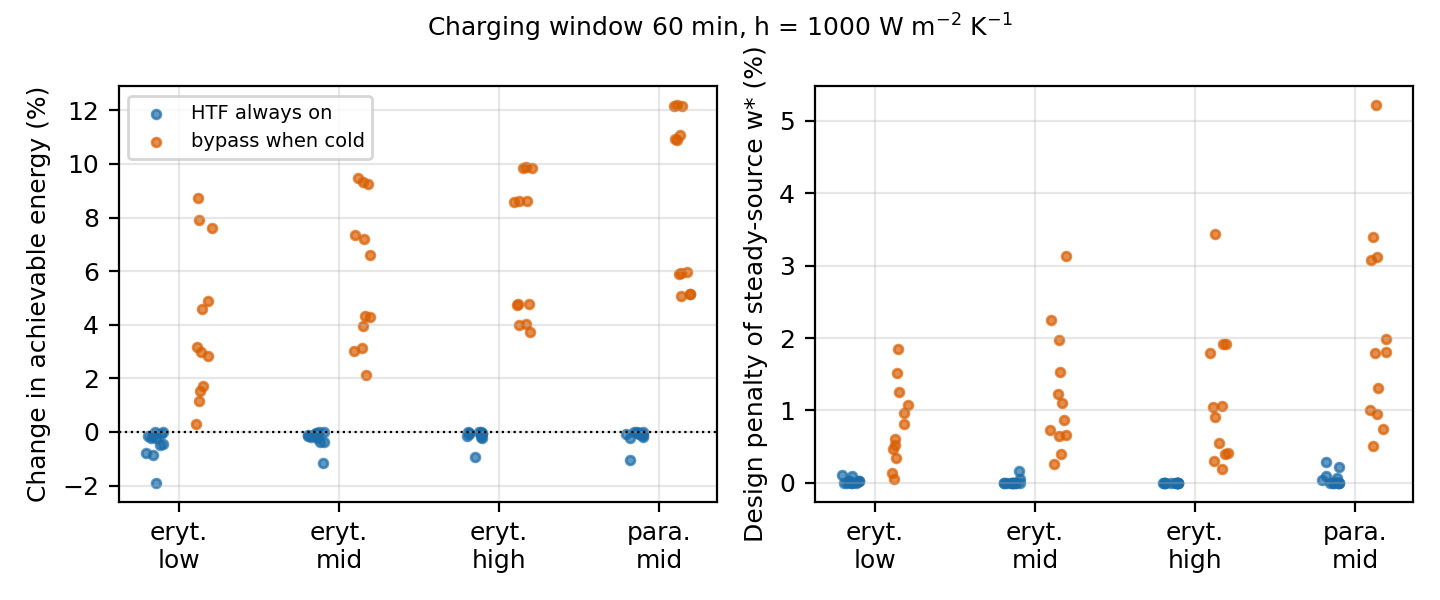 Charging window 60 min, h = 1000 W m⁻² K⁻¹
Change in achievable energy (%)
12
10
8
6
4
2
0
−2
HTF always on
bypass when cold
eryt.
low
eryt.
mid
eryt.
high
para.
mid
Design penalty of steady-source w* (%)
5
4
3
2
1
0
eryt.
low
eryt.
mid
eryt.
high
para.
mid